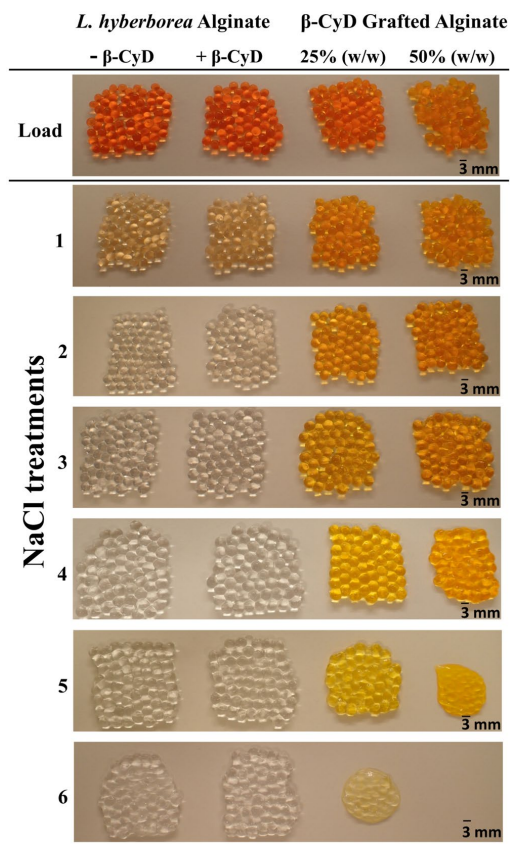 L. hyberborea Alginate β-CyD Grafted Alginate
- β-CyD + β-CyD 25% (w/w) 50% (w/w)
Load
3 mm
1
3 mm
2
3 mm
3
3 mm
NaCl treatments
4
3 mm
5
3 mm
6
3 mm